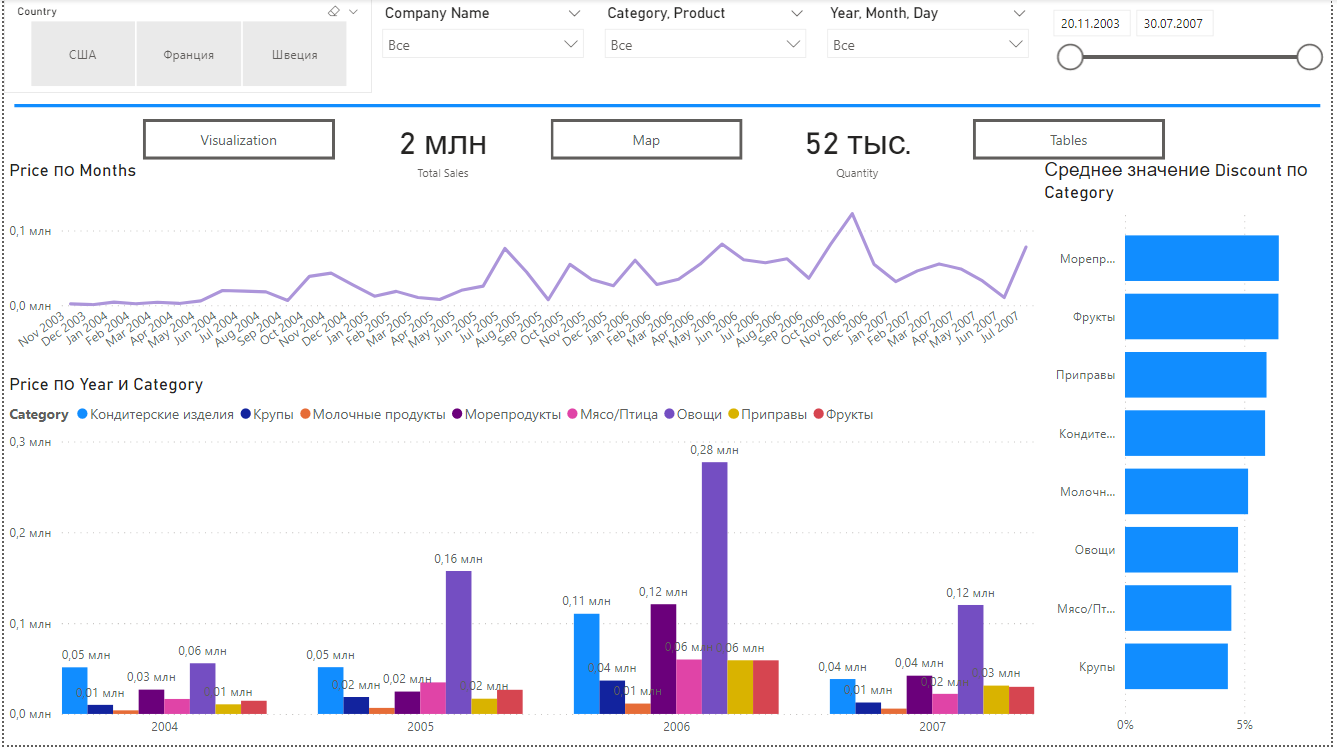 Country
США
Франция
Швеция
Company Name
Все
Category, Product
Все
Year, Month, Day
Все
20.11.2003
30.07.2007
Visualization
2 млн
Total Sales
Map
52 тыс.
Quantity
Tables
Price по Months
0,1 млн
0,0 млн
Nov 2003
Dec 2003
Jan 2004
Feb 2004
Mar 2004
Apr 2004
May 2004
Jun 2004
Jul 2004
Aug 2004
Sep 2004
Oct 2004
Nov 2004
Dec 2004
Jan 2005
Feb 2005
Mar 2005
Apr 2005
May 2005
Jun 2005
Jul 2005
Aug 2005
Sep 2005
Oct 2005
Nov 2005
Dec 2005
Jan 2006
Feb 2006
Mar 2006
Apr 2006
May 2006
Jun 2006
Jul 2006
Aug 2006
Sep 2006
Oct 2006
Nov 2006
Dec 2006
Jan 2007
Feb 2007
Mar 2007
Apr 2007
May 2007
Jun 2007
Jul 2007
Price по Year и Category
Category Кондитерские изделия Крупы Молочные продукты Морепродукты Мясо/Птица Овощи Приправы Фрукты
0,3 млн
0,2 млн
0,1 млн
0,0 млн
0,05 млн
0,01 млн
0,03 млн
0,06 млн
0,01 млн
2004
0,05 млн
0,02 млн
0,02 млн
0,16 млн
0,02 млн
2005
0,11 млн
0,04 млн
0,01 млн
0,12 млн
0,06 млн
0,28 млн
0,06 млн
2006
0,04 млн
0,01 млн
0,04 млн
0,02 млн
0,12 млн
0,03 млн
2007
Среднее значение Discount по
Category
Морепр...
Фрукты
Приправы
Кондите...
Молочн...
Овощи
Мясо/Пт...
Крупы
0%
5%